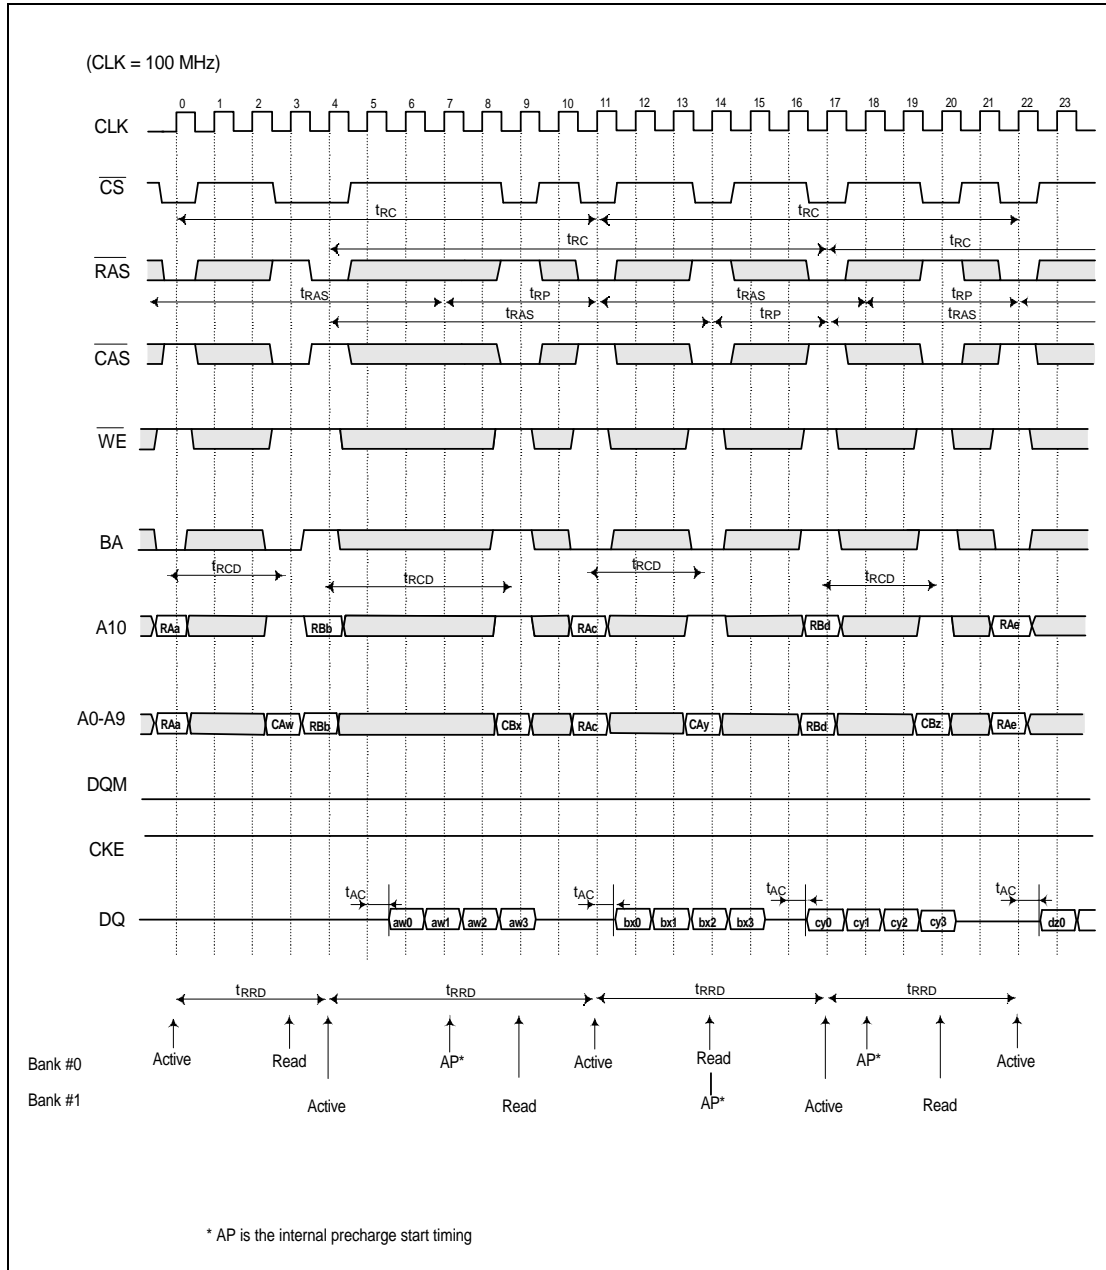 (CLK = 100 MHz)
0 1 2 3 4 5 6 7 8 9 10 11 12 13 14 15 16 17 18 19 20 21 22 23
CLK
CS
tRC tRC
tRC tRC
RAS
tRAS tRP tRAS tRP
tRAS tRP tRAS
CAS
WE
BA
tRCD tRCD tRCD tRCD
A10 RAa RBb RAc RBd RAe
A0-A9 RAa CAw RBb CBx RAc CAy RBd CBz RAe
DQM
CKE
tAC tAC tAC tAC
DQ aw0 aw1 aw2 aw3 bx0 bx1 bx2 bx3 cy0 cy1 cy2 cy3 dz0
tRRD tRRD tRRD tRRD
Bank #0 Active Read AP* Active Read AP* Active
Bank #1 Active Read AP* Active Read
* AP is the internal precharge start timing